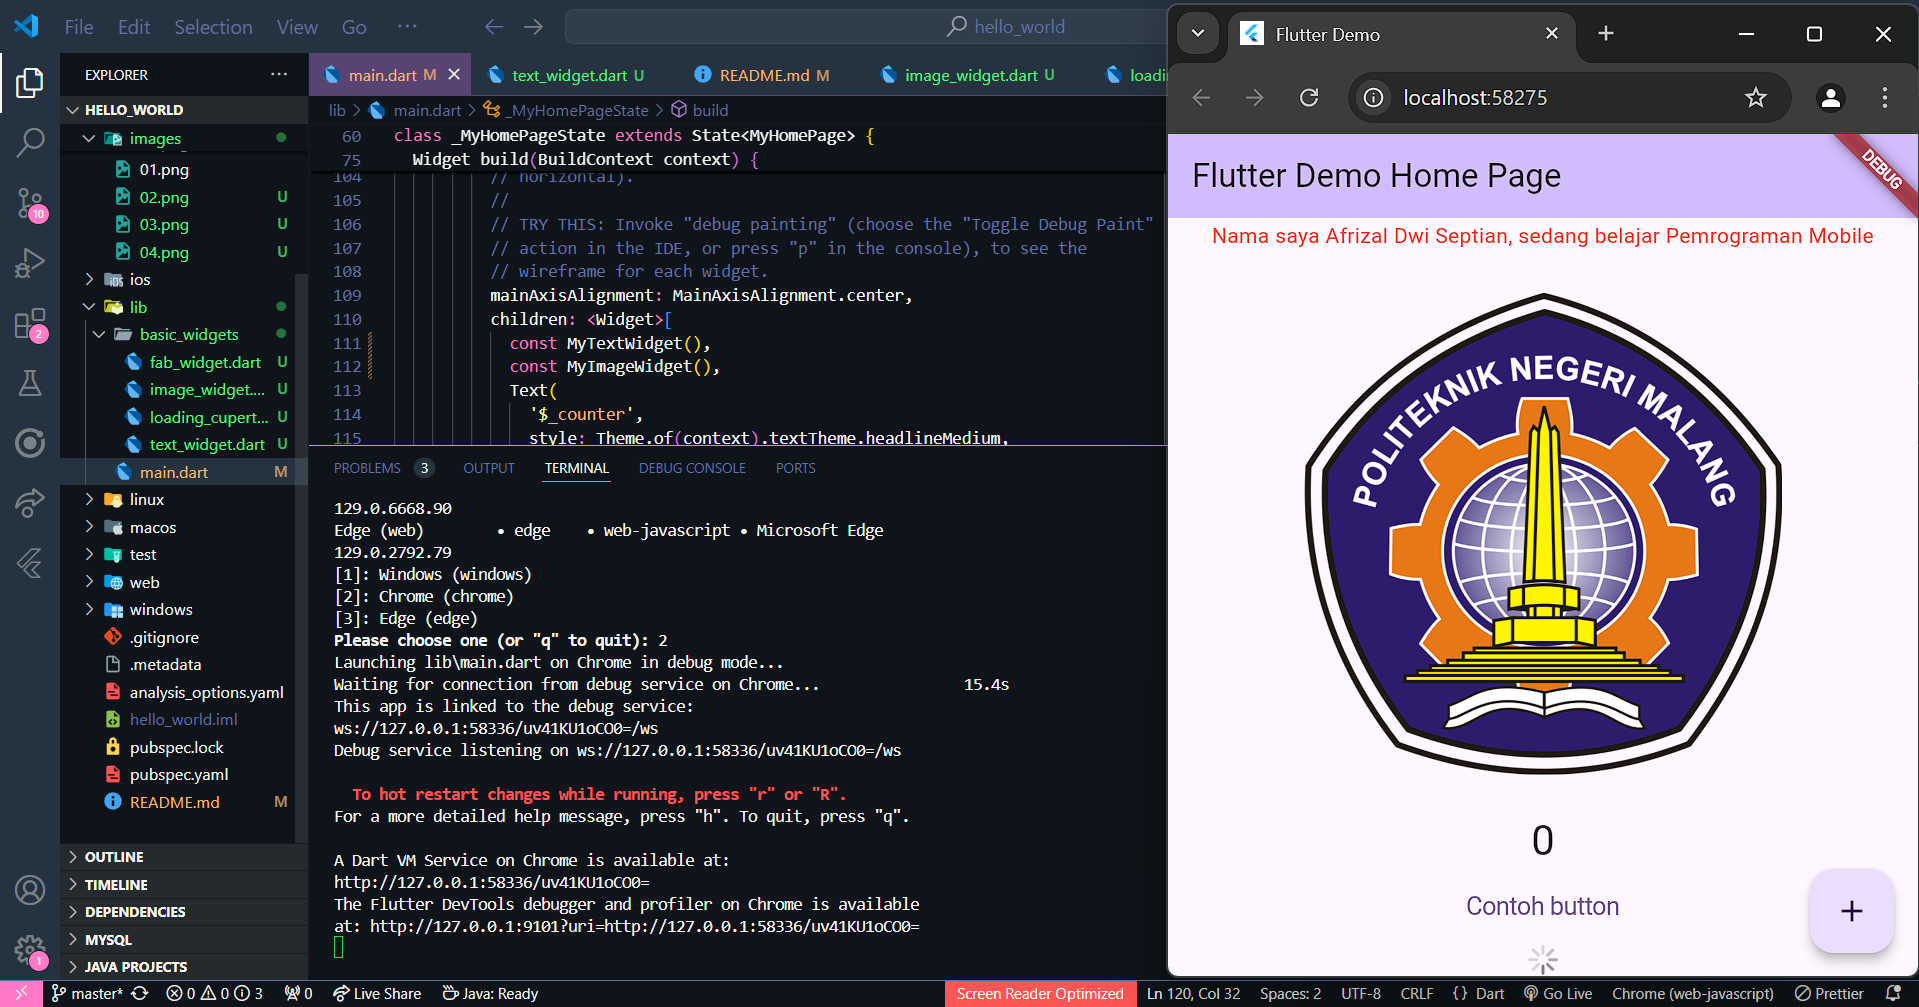 File Edit Selection View Go ···
hello_world
EXPLORER ···
HELLO_WORLD
images
01.png
02.png U
03.png U
04.png U
ios
lib
basic_widgets
fab_widget.dart U
image_widget.... U
loading_cupert... U
text_widget.dart U
main.dart M
linux
macos
test
web
windows
.gitignore
.metadata
analysis_options.yaml
hello_world.iml
pubspec.lock
pubspec.yaml
README.md M
OUTLINE
TIMELINE
DEPENDENCIES
MYSQL
JAVA PROJECTS
10
2
1
main.dart M text_widget.dart U README.md M image_widget.dart U loadi
lib > main.dart > _MyHomePageState > build
60 class _MyHomePageState extends State<MyHomePage> {
75 Widget build(BuildContext context) {
104 // horizontal).
105 //
106 // TRY THIS: Invoke "debug painting" (choose the "Toggle Debug Paint"
107 // action in the IDE, or press "p" in the console), to see the
108 // wireframe for each widget.
109 mainAxisAlignment: MainAxisAlignment.center,
110 children: <Widget>[
111 const MyTextWidget(),
112 const MyImageWidget(),
113 Text(
114 '$_counter',
115 style: Theme.of(context).textTheme.headlineMedium,
PROBLEMS 3 OUTPUT TERMINAL DEBUG CONSOLE PORTS
129.0.6668.90
Edge (web) • edge • web-javascript • Microsoft Edge
129.0.2792.79
[1]: Windows (windows)
[2]: Chrome (chrome)
[3]: Edge (edge)
Please choose one (or "q" to quit): 2
Launching lib\main.dart on Chrome in debug mode...
Waiting for connection from debug service on Chrome... 15.4s
This app is linked to the debug service:
ws://127.0.0.1:58336/uv41KU1oCO0=/ws
Debug service listening on ws://127.0.0.1:58336/uv41KU1oCO0=/ws
To hot restart changes while running, press "r" or "R".
For a more detailed help message, press "h". To quit, press "q".
A Dart VM Service on Chrome is available at:
http://127.0.0.1:58336/uv41KU1oCO0=
The Flutter DevTools debugger and profiler on Chrome is available
at: http://127.0.0.1:9101?uri=http://127.0.0.1:58336/uv41KU1oCO0=
Flutter Demo
localhost:58275
Flutter Demo Home Page
DEBUG
Nama saya Afrizal Dwi Septian, sedang belajar Pemrograman Mobile
POLITEKNIK NEGERI MALANG
0
Contoh button
+
master* 0 0 3 0 Live Share Java: Ready Screen Reader Optimized Ln 120, Col 32 Spaces: 2 UTF-8 CRLF {} Dart Go Live Chrome (web-javascript) Prettier